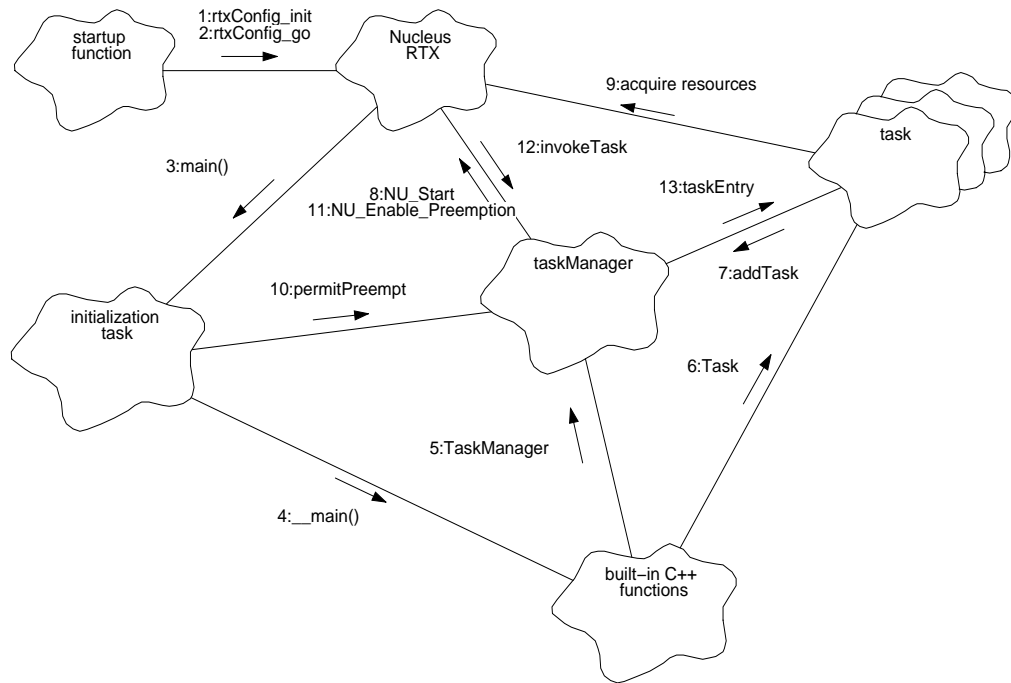 1:rtxConfig_init
2:rtxConfig_go
startup
function
Nucleus
RTX
9:acquire resources
task
3:main()
12:invokeTask
8:NU_Start
11:NU_Enable_Preemption
13:taskEntry
7:addTask
taskManager
10:permitPreempt
initialization
task
6:Task
5:TaskManager
4:__main()
built-in C++
functions